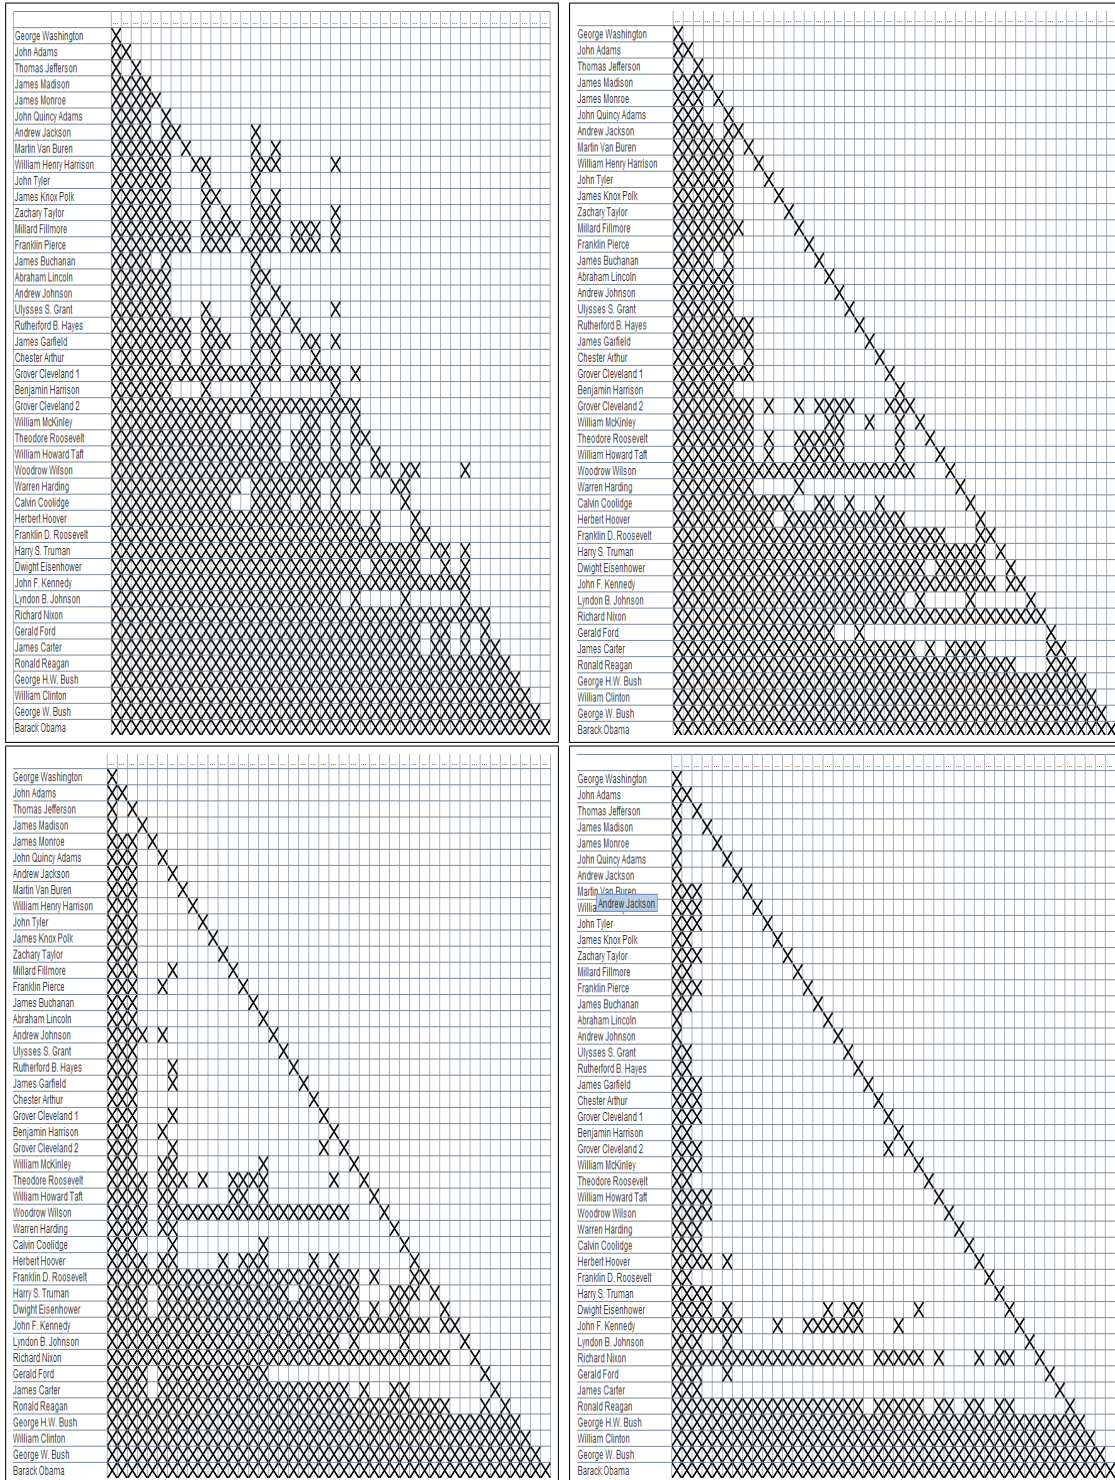 George Washington
John Adams
Thomas Jefferson
James Madison
James Monroe
John Quincy Adams
Andrew Jackson
Martin Van Buren
William Henry Harrison
John Tyler
James Knox Polk
Zachary Taylor
Millard Fillmore
Franklin Pierce
James Buchanan
Abraham Lincoln
Andrew Johnson
Ulysses S. Grant
Rutherford B. Hayes
James Garfield
Chester Arthur
Grover Cleveland 1
Benjamin Harrison
Grover Cleveland 2
William McKinley
Theodore Roosevelt
William Howard Taft
Woodrow Wilson
Warren Harding
Calvin Coolidge
Herbert Hoover
Franklin D. Roosevelt
Harry S. Truman
Dwight Eisenhower
John F. Kennedy
Lyndon B. Johnson
Richard Nixon
Gerald Ford
James Carter
Ronald Reagan
George H.W. Bush
William Clinton
George W. Bush
Barack Obama
George Washington
John Adams
Thomas Jefferson
James Madison
James Monroe
John Quincy Adams
Andrew Jackson
Martin Van Buren
William Henry Harrison
John Tyler
James Knox Polk
Zachary Taylor
Millard Fillmore
Franklin Pierce
James Buchanan
Abraham Lincoln
Andrew Johnson
Ulysses S. Grant
Rutherford B. Hayes
James Garfield
Chester Arthur
Grover Cleveland 1
Benjamin Harrison
Grover Cleveland 2
William McKinley
Theodore Roosevelt
William Howard Taft
Woodrow Wilson
Warren Harding
Calvin Coolidge
Herbert Hoover
Franklin D. Roosevelt
Harry S. Truman
Dwight Eisenhower
John F. Kennedy
Lyndon B. Johnson
Richard Nixon
Gerald Ford
James Carter
Ronald Reagan
George H.W. Bush
William Clinton
George W. Bush
Barack Obama
George Washington
John Adams
Thomas Jefferson
James Madison
James Monroe
John Quincy Adams
Andrew Jackson
Martin Van Buren
William Henry Harrison
John Tyler
James Knox Polk
Zachary Taylor
Millard Fillmore
Franklin Pierce
James Buchanan
Abraham Lincoln
Andrew Johnson
Ulysses S. Grant
Rutherford B. Hayes
James Garfield
Chester Arthur
Grover Cleveland 1
Benjamin Harrison
Grover Cleveland 2
William McKinley
Theodore Roosevelt
William Howard Taft
Woodrow Wilson
Warren Harding
Calvin Coolidge
Herbert Hoover
Franklin D. Roosevelt
Harry S. Truman
Dwight Eisenhower
John F. Kennedy
Lyndon B. Johnson
Richard Nixon
Gerald Ford
James Carter
Ronald Reagan
George H.W. Bush
William Clinton
George W. Bush
Barack Obama
George Washington
John Adams
Thomas Jefferson
James Madison
James Monroe
John Quincy Adams
Andrew Jackson
Martin Van Buren
Andrew Jackson
John Tyler
James Knox Polk
Zachary Taylor
Millard Fillmore
Franklin Pierce
James Buchanan
Abraham Lincoln
Andrew Johnson
Ulysses S. Grant
Rutherford B. Hayes
James Garfield
Chester Arthur
Grover Cleveland 1
Benjamin Harrison
Grover Cleveland 2
William McKinley
Theodore Roosevelt
William Howard Taft
Woodrow Wilson
Warren Harding
Calvin Coolidge
Herbert Hoover
Franklin D. Roosevelt
Harry S. Truman
Dwight Eisenhower
John F. Kennedy
Lyndon B. Johnson
Richard Nixon
Gerald Ford
James Carter
Ronald Reagan
George H.W. Bush
William Clinton
George W. Bush
Barack Obama